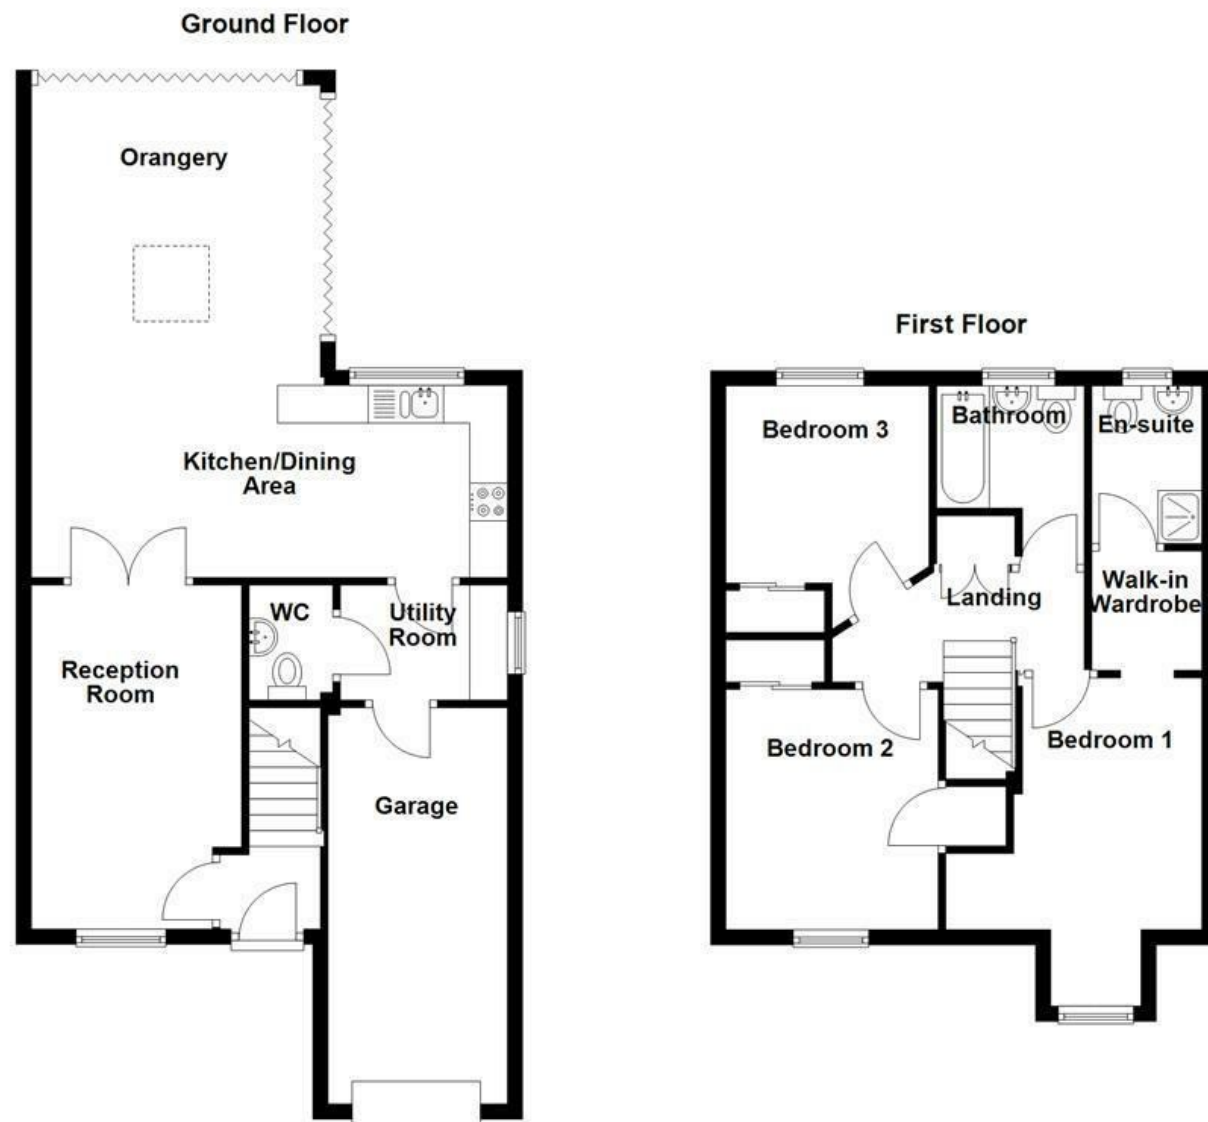 Ground Floor
Orangery
Kitchen/Dining
Area
WC
Utility
Room
Reception
Room
Garage
First Floor
Bedroom 3
Bathroom
En-suite
Landing
Walk-in
Wardrobe
Bedroom 2
Bedroom 1